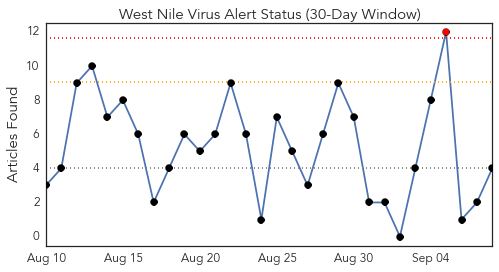 West Nile Virus Alert Status (30-Day Window)
Articles Found
12
10
8
6
4
2
0
Aug 10 Aug 15 Aug 20 Aug 25 Aug 30 Sep 04